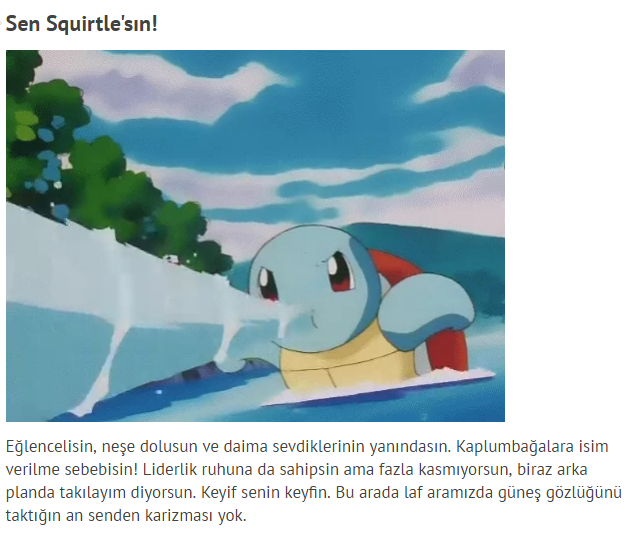 Sen Squirtle'sın!
Eğlencelisin, neşe dolusun ve daima sevdiklerinin yanındasın. Kaplumbağalara isim
verilme sebebisin! Liderlik ruhuna da sahipsin ama fazla kasmıyorsun, biraz arka
planda takılayım diyorsun. Keyif senin keyfin. Bu arada laf aramızda güneş gözlüğünü
taktığın an senden karizması yok.